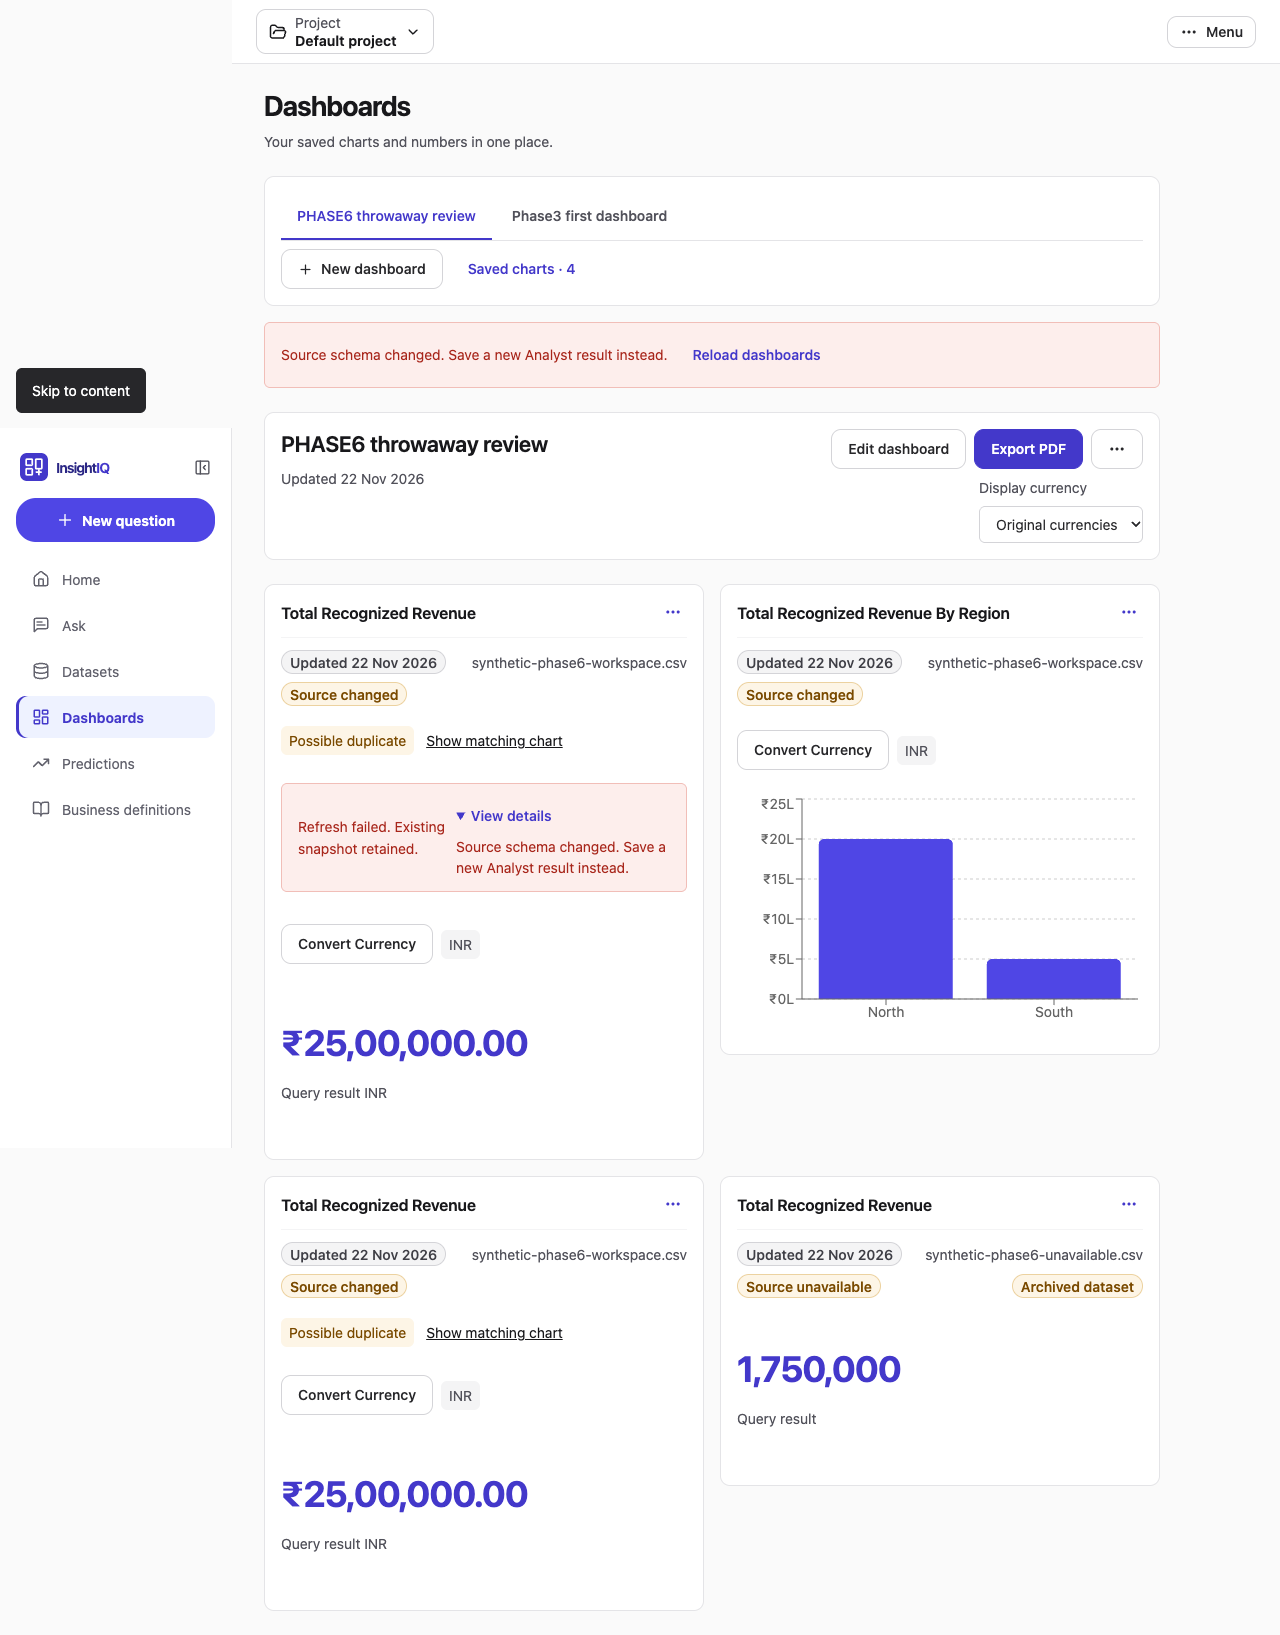 Project
Default project
Menu
Dashboards
Your saved charts and numbers in one place.
PHASE6 throwaway review
Phase3 first dashboard
New dashboard
Saved charts · 4
Source schema changed. Save a new Analyst result instead.
Reload dashboards
Skip to content
InsightIQ
New question
Home
Ask
Datasets
Dashboards
Predictions
Business definitions
PHASE6 throwaway review
Updated 22 Nov 2026
Edit dashboard
Export PDF
Display currency
Original currencies
Total Recognized Revenue
Updated 22 Nov 2026
synthetic-phase6-workspace.csv
Source changed
Possible duplicate
Show matching chart
Refresh failed. Existing
snapshot retained.
View details
Source schema changed. Save a
new Analyst result instead.
Convert Currency
INR
₹25,00,000.00
Query result INR
Total Recognized Revenue By Region
Updated 22 Nov 2026
synthetic-phase6-workspace.csv
Source changed
Convert Currency
INR
₹25L
₹20L
₹15L
₹10L
₹5L
₹0L
North
South
Total Recognized Revenue
Updated 22 Nov 2026
synthetic-phase6-workspace.csv
Source changed
Possible duplicate
Show matching chart
Convert Currency
INR
₹25,00,000.00
Query result INR
Total Recognized Revenue
Updated 22 Nov 2026
synthetic-phase6-unavailable.csv
Source unavailable
Archived dataset
1,750,000
Query result